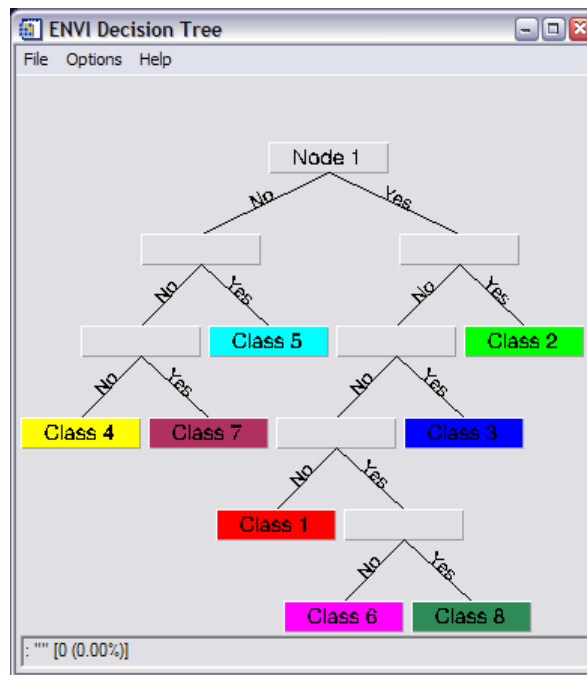 ENVI Decision Tree
File Options Help
Node 1
No Yes
No Yes No Yes
Class 5 Class 2
No Yes No Yes
Class 4 Class 7 Class 3
No Yes
Class 1
No Yes
Class 6 Class 8
: "" [0 (0.00%)]